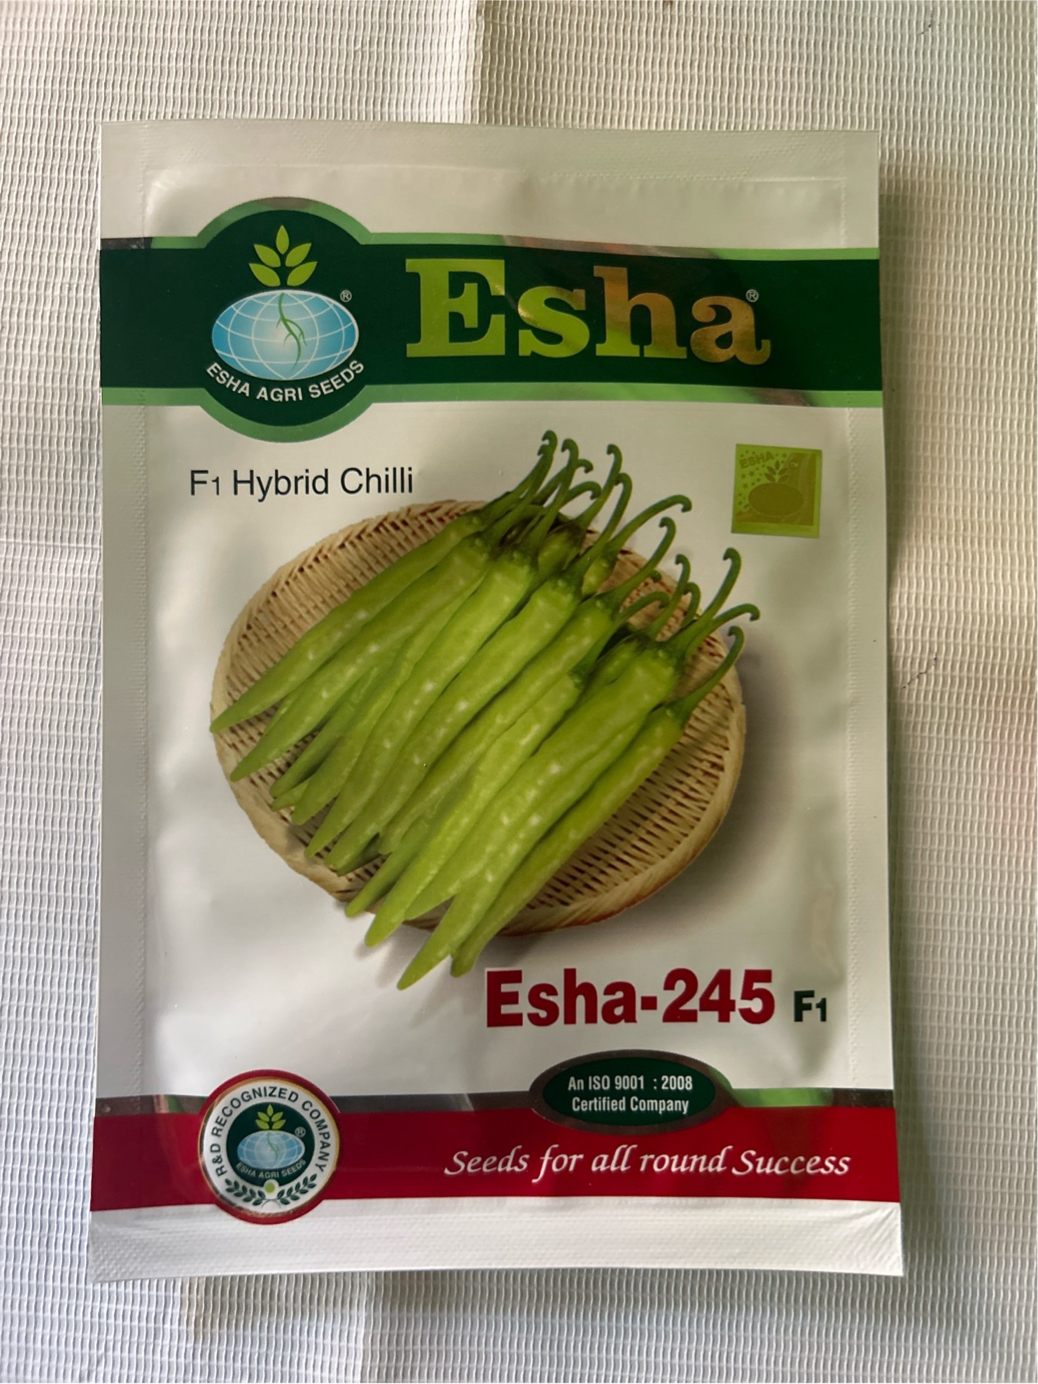 Esha®
®
ESHA AGRI SEEDS
F1 Hybrid Chilli
ESHA
Esha-245 F1
An ISO 9001 : 2008
Certified Company
R&D RECOGNIZED COMPANY
®
ESHA AGRI SEEDS
Seeds for all round Success